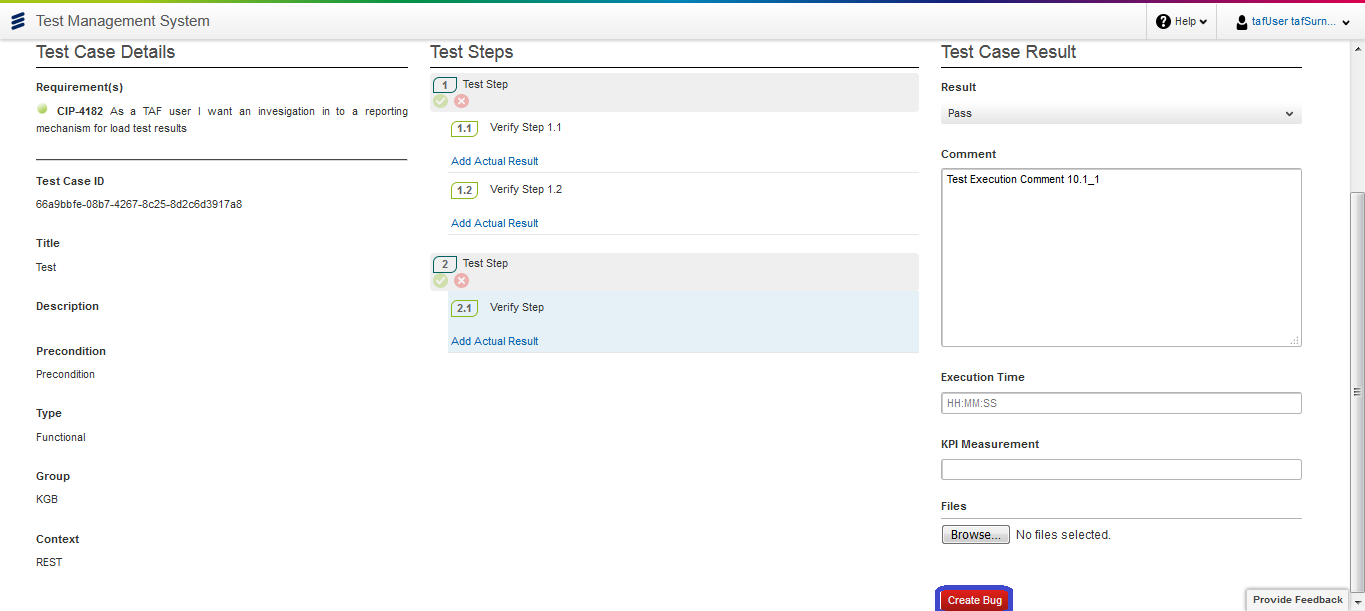 Test Management System
Help
tafUser tafSurn...
Test Case Details
Requirement(s)
CIP-4182 As a TAF user I want an invesigation in to a reporting
mechanism for load test results
Test Case ID
66a9bbfe-08b7-4267-8c25-8d2c6d3917a8
Title
Test
Description
Precondition
Precondition
Type
Functional
Group
KGB
Context
REST
Test Steps
1 Test Step
1.1 Verify Step 1.1
Add Actual Result
1.2 Verify Step 1.2
Add Actual Result
2 Test Step
2.1 Verify Step
Add Actual Result
Test Case Result
Result
Pass
Comment
Test Execution Comment 10.1_1
Execution Time
HH:MM:SS
KPI Measurement
Files
Browse... No files selected.
Create Bug
Provide Feedback